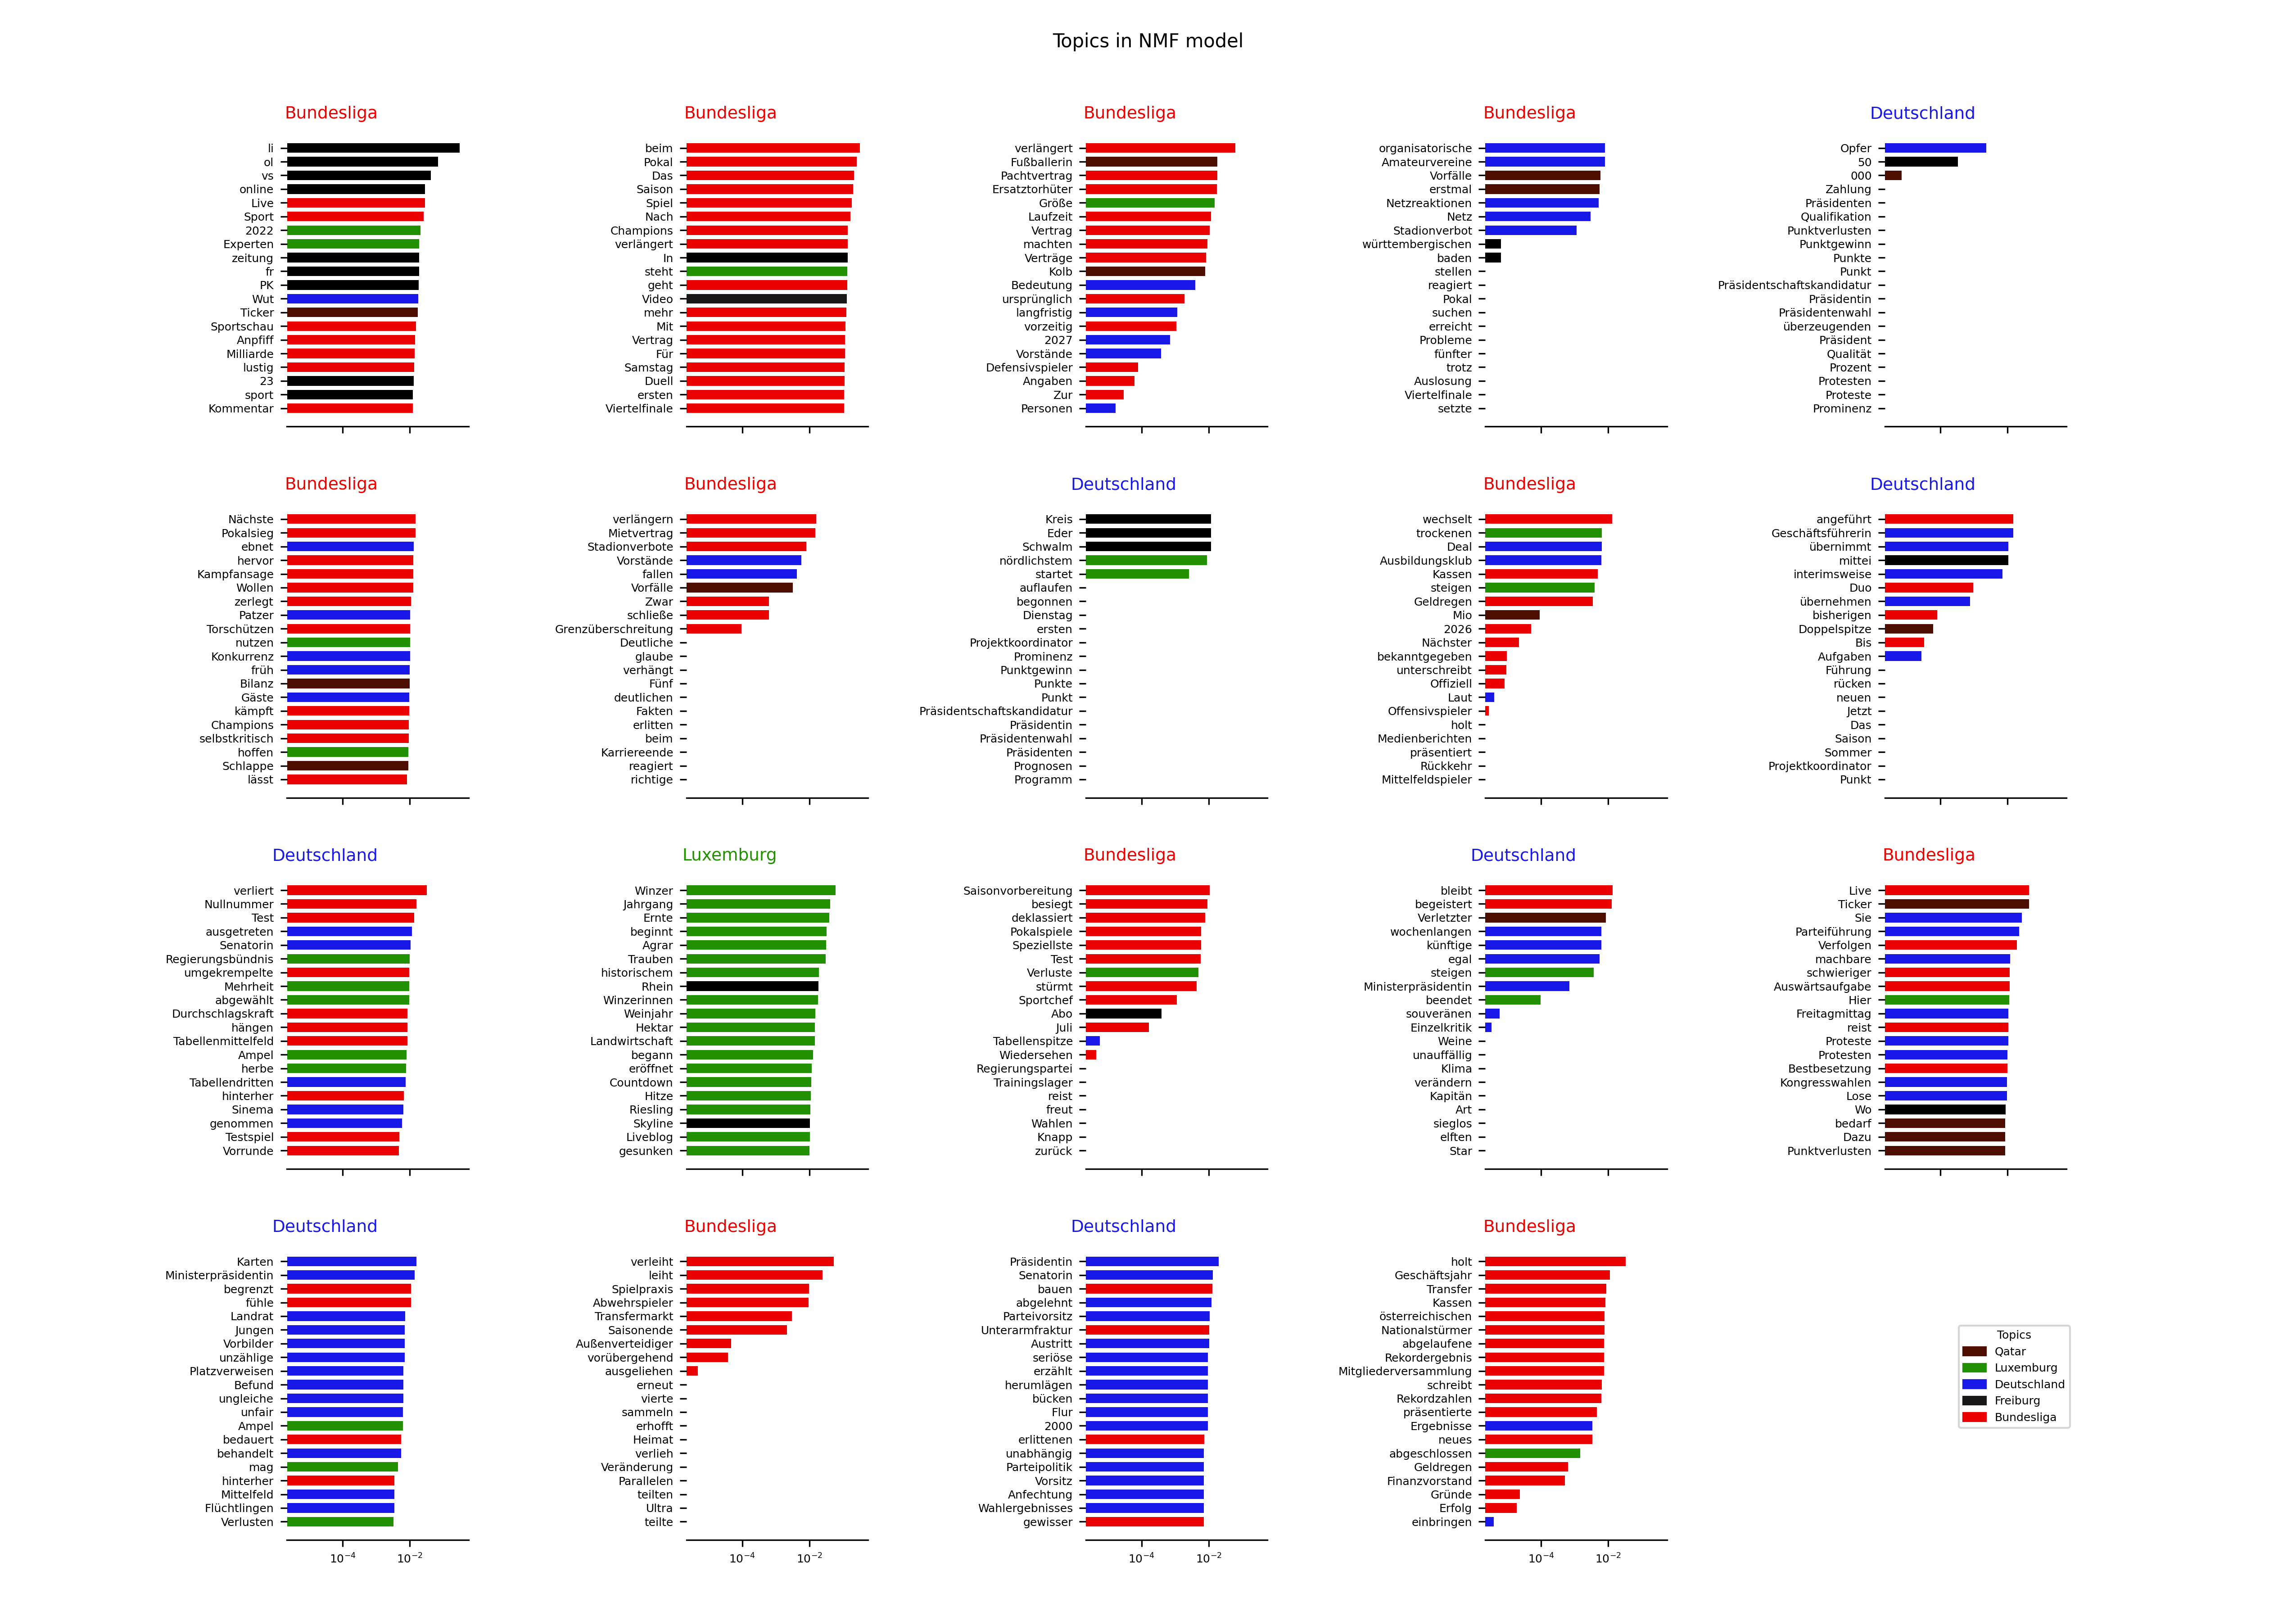 Topics in NMF model
Bundesliga
li
ol
vs
online
Live
Sport
2022
Experten
zeitung
fr
PK
Wut
Ticker
Sportschau
Anpfiff
Milliarde
lustig
23
sport
Kommentar
Bundesliga
beim
Pokal
Das
Saison
Spiel
Nach
Champions
verlängert
In
steht
geht
Video
mehr
Mit
Vertrag
Für
Samstag
Duell
ersten
Viertelfinale
Bundesliga
verlängert
Fußballerin
Pachtvertrag
Ersatztorhüter
Größe
Laufzeit
Vertrag
machten
Verträge
Kolb
Bedeutung
ursprünglich
langfristig
vorzeitig
2027
Vorstände
Defensivspieler
Angaben
Zur
Personen
Bundesliga
organisatorische
Amateurvereine
Vorfälle
erstmal
Netzreaktionen
Netz
Stadionverbot
württembergischen
baden
stellen
reagiert
Pokal
suchen
erreicht
Probleme
fünfter
trotz
Auslosung
Viertelfinale
setzte
Deutschland
Opfer
50
000
Zahlung
Präsidenten
Qualifikation
Punktverlusten
Punktgewinn
Punkte
Punkt
Präsidentschaftskandidatur
Präsidentin
Präsidentenwahl
überzeugenden
Präsident
Qualität
Prozent
Protesten
Proteste
Prominenz
Bundesliga
Nächste
Pokalsieg
ebnet
hervor
Kampfansage
Wollen
zerlegt
Patzer
Torschützen
nutzen
Konkurrenz
früh
Bilanz
Gäste
kämpft
Champions
selbstkritisch
hoffen
Schlappe
lässt
Bundesliga
verlängern
Mietvertrag
Stadionverbote
Vorstände
fallen
Vorfälle
Zwar
schließe
Grenzüberschreitung
Deutliche
glaube
verhängt
Fünf
deutlichen
Fakten
erlitten
beim
Karriereende
reagiert
richtige
Deutschland
Kreis
Eder
Schwalm
nördlichstem
startet
auflaufen
begonnen
Dienstag
ersten
Projektkoordinator
Prominenz
Punktgewinn
Punkte
Punkt
Präsidentschaftskandidatur
Präsidentin
Präsidentenwahl
Präsidenten
Prognosen
Programm
Bundesliga
wechselt
trockenen
Deal
Ausbildungsklub
Kassen
steigen
Geldregen
Mio
2026
Nächster
bekanntgegeben
unterschreibt
Offiziell
Laut
Offensivspieler
holt
Medienberichten
präsentiert
Rückkehr
Mittelfeldspieler
Deutschland
angeführt
Geschäftsführerin
übernimmt
mittei
interimsweise
Duo
übernehmen
bisherigen
Doppelspitze
Bis
Aufgaben
Führung
rücken
neuen
Jetzt
Das
Saison
Sommer
Projektkoordinator
Punkt
Deutschland
verliert
Nullnummer
Test
ausgetreten
Senatorin
Regierungsbündnis
umgekrempelte
Mehrheit
abgewählt
Durchschlagskraft
hängen
Tabellenmittelfeld
Ampel
herbe
Tabellendritten
hinterher
Sinema
genommen
Testspiel
Vorrunde
Luxemburg
Winzer
Jahrgang
Ernte
beginnt
Agrar
Trauben
historischem
Rhein
Winzerinnen
Weinjahr
Hektar
Landwirtschaft
begann
eröffnet
Countdown
Hitze
Riesling
Skyline
Liveblog
gesunken
Bundesliga
Saisonvorbereitung
besiegt
deklassiert
Pokalspiele
Speziellste
Test
Verluste
stürmt
Sportchef
Abo
Juli
Tabellenspitze
Wiedersehen
Regierungspartei
Trainingslager
reist
freut
Wahlen
Knapp
zurück
Deutschland
bleibt
begeistert
Verletzter
wochenlangen
künftige
egal
steigen
Ministerpräsidentin
beendet
souveränen
Einzelkritik
Weine
unauffällig
Klima
verändern
Kapitän
Art
sieglos
elften
Star
Bundesliga
Live
Ticker
Sie
Parteiführung
Verfolgen
machbare
schwieriger
Auswärtsaufgabe
Hier
Freitagmittag
reist
Proteste
Protesten
Bestbesetzung
Kongresswahlen
Lose
Wo
bedarf
Dazu
Punktverlusten
Deutschland
Karten
Ministerpräsidentin
begrenzt
fühle
Landrat
Jungen
Vorbilder
unzählige
Platzverweisen
Befund
ungleiche
unfair
Ampel
bedauert
behandelt
mag
hinterher
Mittelfeld
Flüchtlingen
Verlusten
10⁻⁴ 10⁻²
Bundesliga
verleiht
leiht
Spielpraxis
Abwehrspieler
Transfermarkt
Saisonende
Außenverteidiger
vorübergehend
ausgeliehen
erneut
vierte
sammeln
erhofft
Heimat
verlieh
Veränderung
Parallelen
teilten
Ultra
teilte
10⁻⁴ 10⁻²
Deutschland
Präsidentin
Senatorin
bauen
abgelehnt
Parteivorsitz
Unterarmfraktur
Austritt
seriöse
erzählt
herumlägen
bücken
Flur
2000
erlittenen
unabhängig
Parteipolitik
Vorsitz
Anfechtung
Wahlergebnisses
gewisser
10⁻⁴ 10⁻²
Bundesliga
holt
Geschäftsjahr
Transfer
Kassen
österreichischen
Nationalstürmer
abgelaufene
Rekordergebnis
Mitgliederversammlung
schreibt
Rekordzahlen
präsentierte
Ergebnisse
neues
abgeschlossen
Geldregen
Finanzvorstand
Gründe
Erfolg
einbringen
10⁻⁴ 10⁻²
Topics
Qatar
Luxemburg
Deutschland
Freiburg
Bundesliga